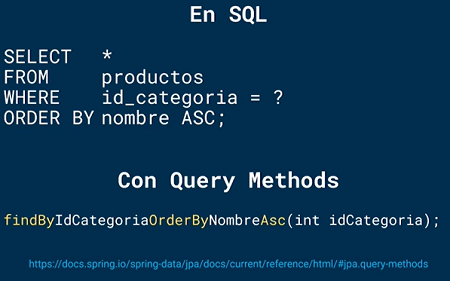 En SQL
SELECT *
FROM productos
WHERE id_categoria = ?
ORDER BY nombre ASC;
Con Query Methods
findByIdCategoriaOrderByNombreAsc(int idCategoria);
https://docs.spring.io/spring-data/jpa/docs/current/reference/html/#jpa.query-methods